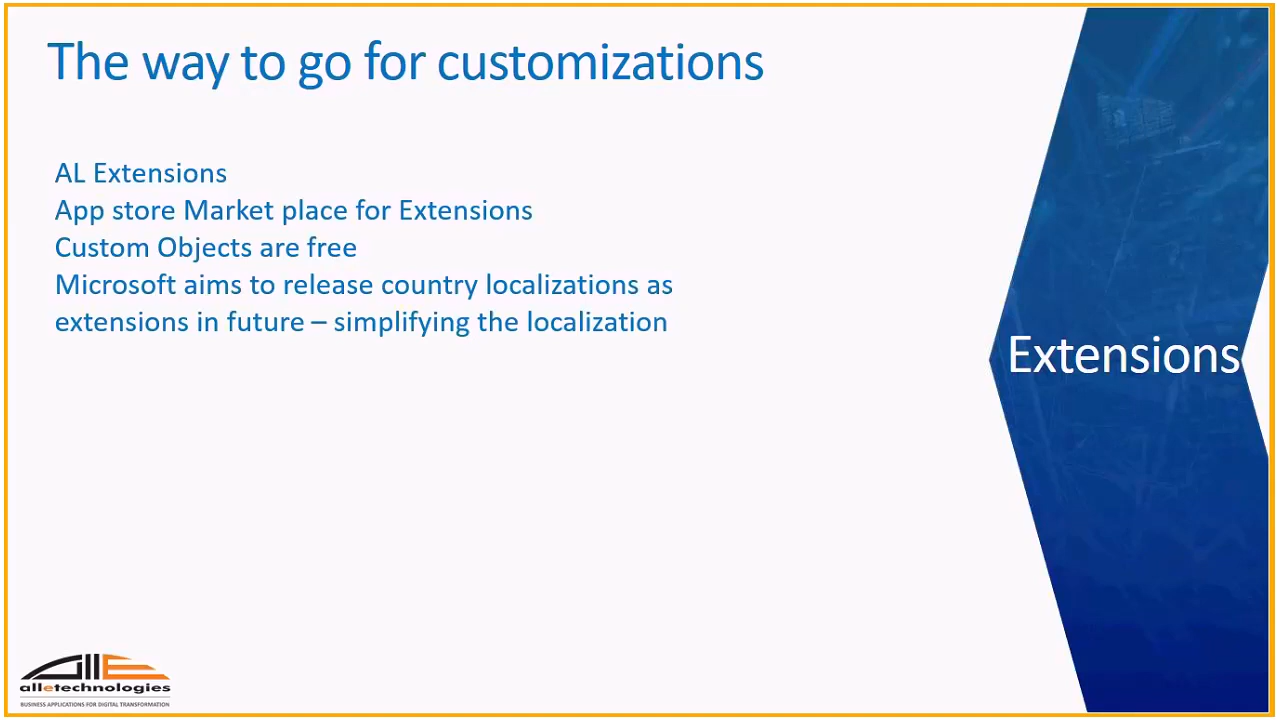 The way to go for customizations
AL Extensions
App store Market place for Extensions
Custom Objects are free
Microsoft aims to release country localizations as
extensions in future – simplifying the localization
Extensions
alletechnologies
BUSINESS APPLICATIONS FOR DIGITAL TRANSFORMATION